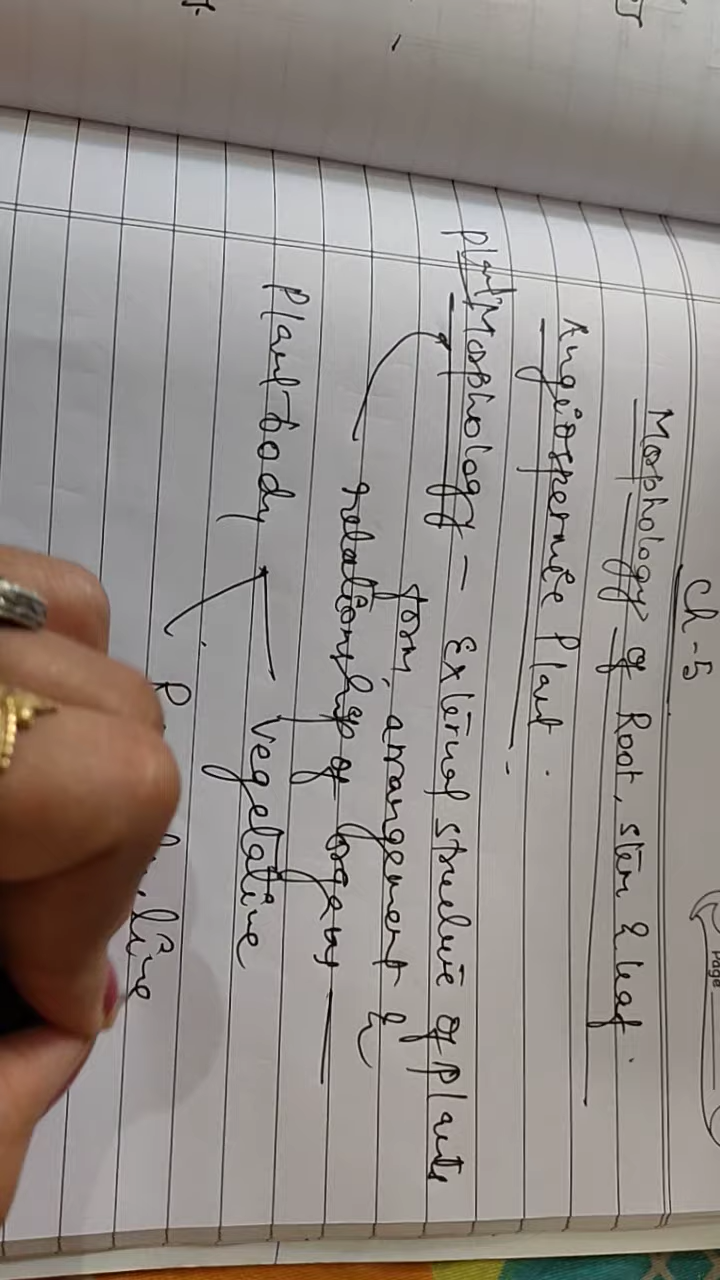 Page
Ch-5
Morphology of Root, stem & leaf.
Angiospermic Plant.
Plant Morphology - External structure of plants
form, arrangement &
relationship of organs
Plant body
Vegetative